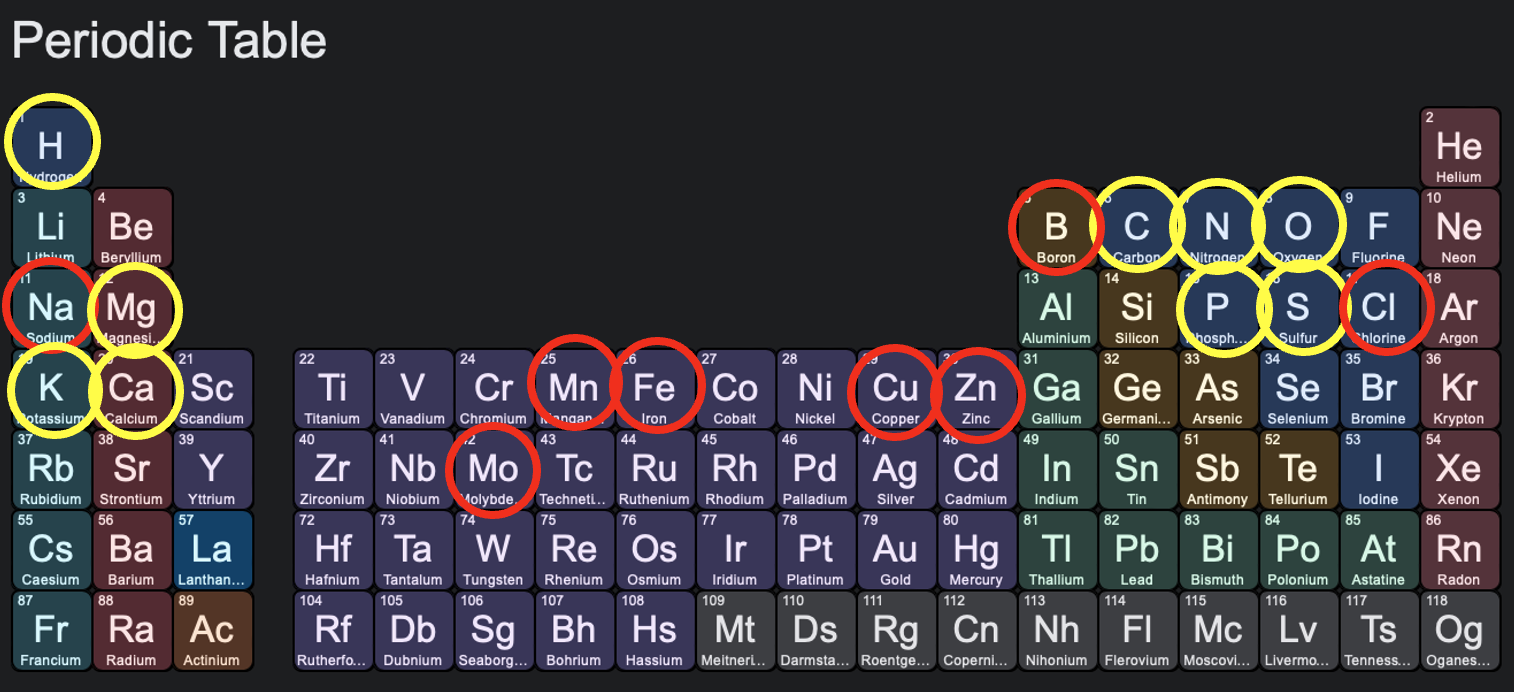 Periodic Table
1 2
H He
Hydrogen Helium
3 4 5 6 8 9 10
Li Be B C N O F Ne
Lithium Beryllium Boron Carbon Nitrogen Oxygen Fluorine Neon
11 13 14 18
Na Mg Al Si P S Cl Ar
Sodium Magnesi... Aluminium Silicon Phosph... Sulfur Chlorine Argon
21 22 23 24 25 26 27 28 29 30 31 32 33 34 35 36
K Ca Sc Ti V Cr Mn Fe Co Ni Cu Zn Ga Ge As Se Br Kr
Potassium Calcium Scandium Titanium Vanadium Chromium Mangan... Iron Cobalt Nickel Copper Zinc Gallium Germani... Arsenic Selenium Bromine Krypton
37 38 39 40 41 42 43 44 45 46 47 48 49 50 51 52 53 54
Rb Sr Y Zr Nb Mo Tc Ru Rh Pd Ag Cd In Sn Sb Te I Xe
Rubidium Strontium Yttrium Zirconium Niobium Molybde... Techneti... Ruthenium Rhodium Palladium Silver Cadmium Indium Tin Antimony Tellurium Iodine Xenon
55 56 57 72 73 74 75 76 77 78 79 80 81 82 83 84 85 86
Cs Ba La Hf Ta W Re Os Ir Pt Au Hg Tl Pb Bi Po At Rn
Caesium Barium Lanthan... Hafnium Tantalum Tungsten Rhenium Osmium Iridium Platinum Gold Mercury Thallium Lead Bismuth Polonium Astatine Radon
87 88 89 104 105 106 107 108 109 110 111 112 113 114 115 116 117 118
Fr Ra Ac Rf Db Sg Bh Hs Mt Ds Rg Cn Nh Fl Mc Lv Ts Og
Francium Radium Actinium Rutherfo... Dubnium Seaborg... Bohrium Hassium Meitneri... Darmsta... Roentge... Coperni... Nihonium Flerovium Moscovi... Livermo... Tenness... Oganes...